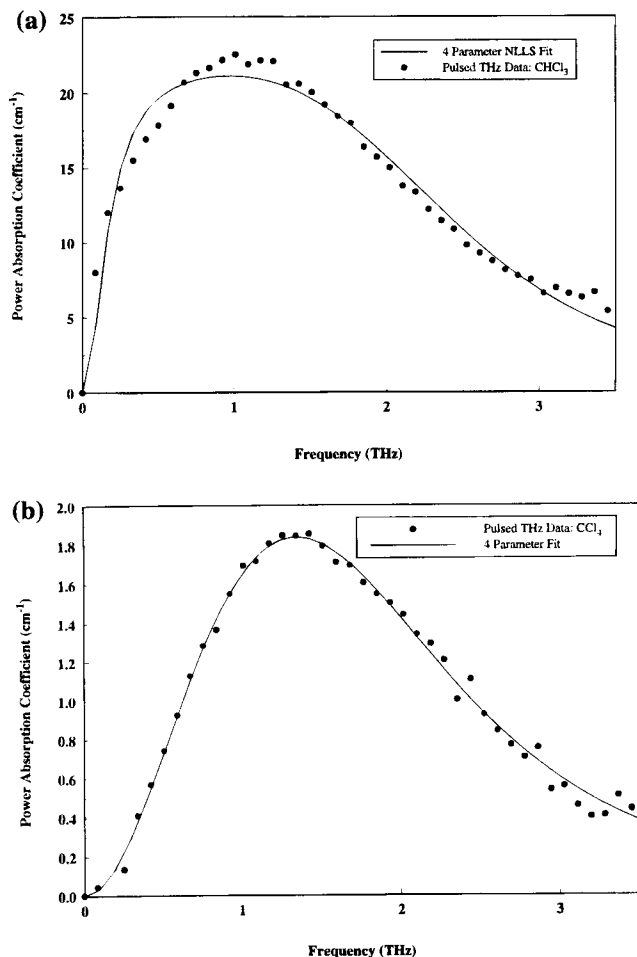 (a)
25
20
15
10
5
0
Power Absorption Coefficient (cm⁻¹)
4 Parameter NLLS Fit
Pulsed THz Data: CHCl₃
0 1 2 3
Frequency (THz)
(b)
2.0
1.8
1.6
1.4
1.2
1.0
0.8
0.6
0.4
0.2
0.0
Power Absorption Coefficient (cm⁻¹)
Pulsed THz Data: CCl₄
4 Parameter Fit
0 1 2 3
Frequency (THz)